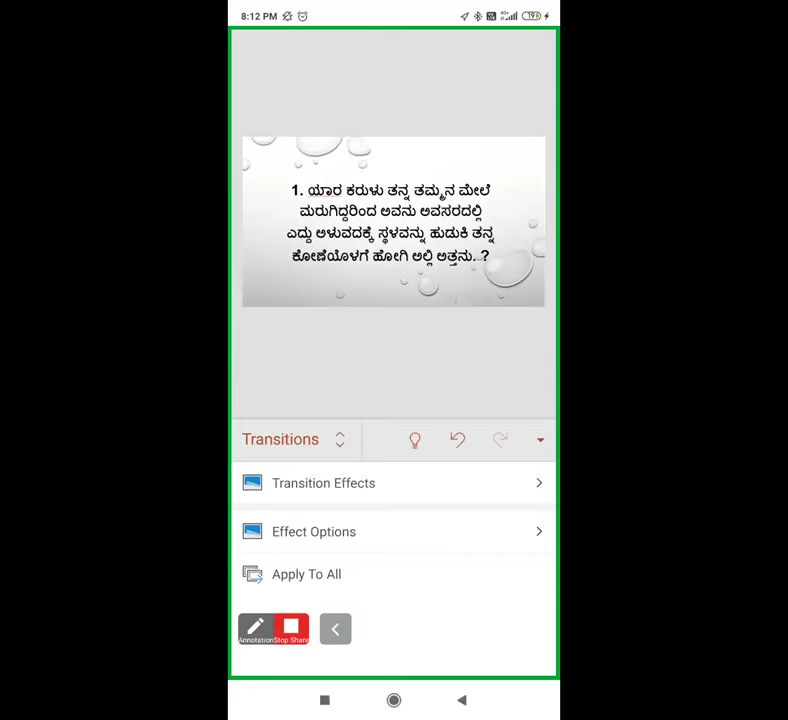 8:12 PM
19
1. ಯಾರ ಕರುಳು ತನ್ನ ತಮ್ಮನ ಮೇಲೆ
ಮರುಗಿದ್ದರಿಂದ ಅವನು ಅವಸರದಲ್ಲಿ
ಎದ್ದು ಅಳುವದಕ್ಕೆ ಸ್ಥಳವನ್ನು ಹುಡುಕಿ ತನ್ನ
ಕೋಣೆಯೊಳಗೆ ಹೋಗಿ ಅಲ್ಲಿ ಅತ್ತನು. ?
Transitions
Transition Effects
Effect Options
Apply To All
Annotation Stop Share